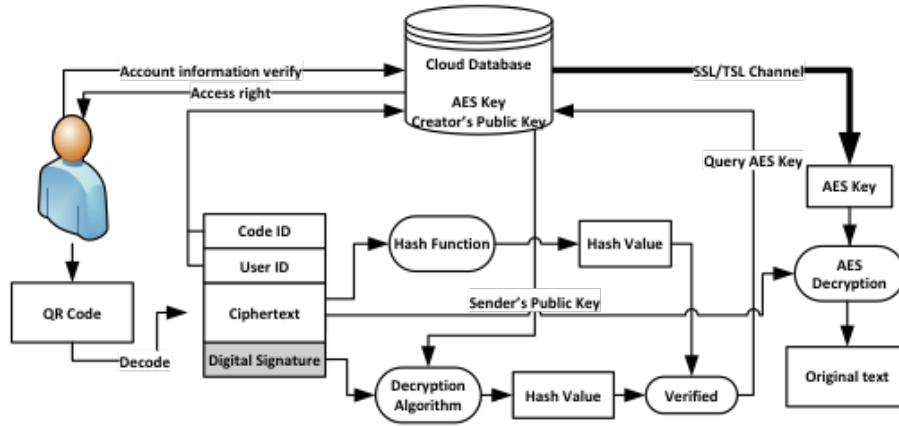 Cloud Database
Account information verify
SSL/TSL Channel
Access right
AES Key
Creator's Public Key
Query AES Key
AES Key
Code ID
Hash Function
Hash Value
User ID
AES
Decryption
Ciphertext
Sender's Public Key
QR Code
Decode
Digital Signature
Decryption
Algorithm
Hash Value
Verified
Original text